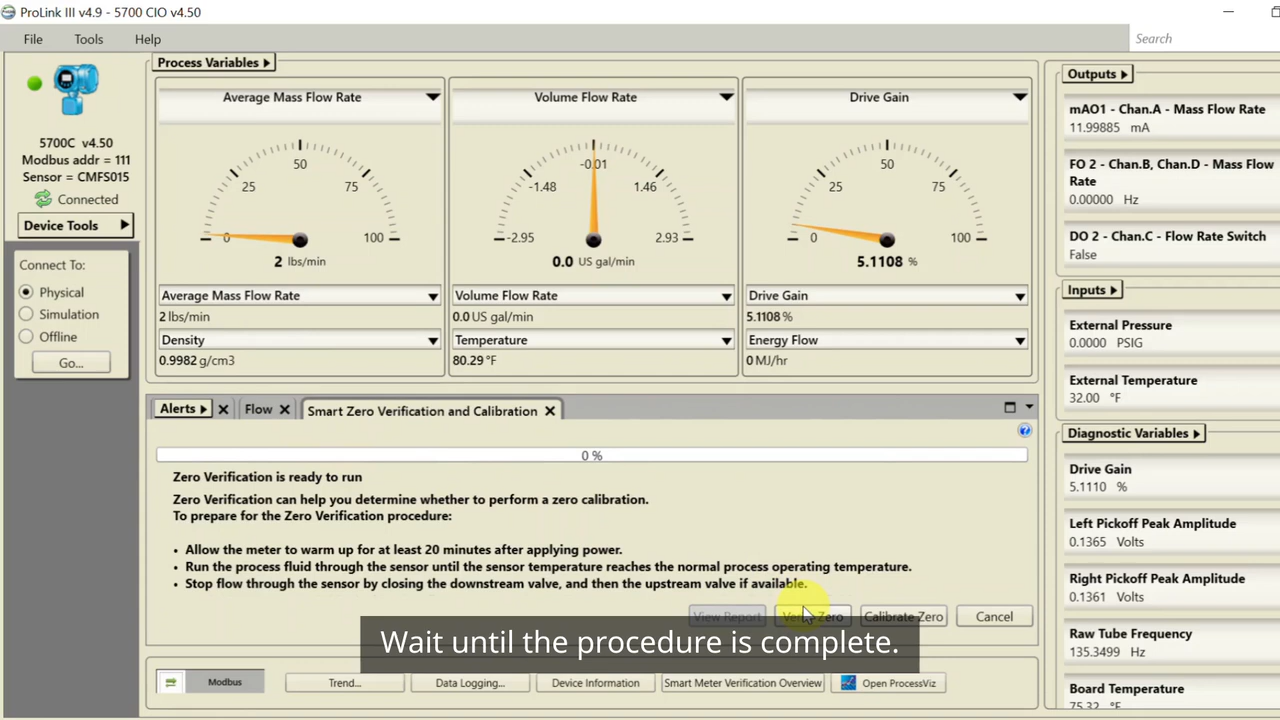 ProLink III v4.9 - 5700 CIO v4.50
File Tools Help
Search
5700C v4.50
Modbus addr = 111
Sensor = CMFS015
Connected
Device Tools
Connect To:
Physical
Simulation
Offline
Go...
Process Variables
Average Mass Flow Rate
0 25 50 75 100
2 lbs/min
Average Mass Flow Rate
2 lbs/min
Density
0.9982 g/cm3
Volume Flow Rate
-2.95 -1.48 -0.01 1.46 2.93
0.0 US gal/min
Volume Flow Rate
0.0 US gal/min
Temperature
80.29 °F
Drive Gain
0 25 50 75 100
5.1108 %
Drive Gain
5.1108 %
Energy Flow
0 MJ/hr
Alerts Flow Smart Zero Verification and Calibration
0 %
Zero Verification is ready to run
Zero Verification can help you determine whether to perform a zero calibration.
To prepare for the Zero Verification procedure:
• Allow the meter to warm up for at least 20 minutes after applying power.
• Run the process fluid through the sensor until the sensor temperature reaches the normal process operating temperature.
• Stop flow through the sensor by closing the downstream valve, and then the upstream valve if available.
View Report Verify Zero Calibrate Zero Cancel
Wait until the procedure is complete.
Modbus Trend... Data Logging... Device Information Smart Meter Verification Overview Open ProcessViz
Outputs
mAO1 - Chan.A - Mass Flow Rate
11.99885 mA
FO 2 - Chan.B, Chan.D - Mass Flow
Rate
0.00000 Hz
DO 2 - Chan.C - Flow Rate Switch
False
Inputs
External Pressure
0.0000 PSIG
External Temperature
32.00 °F
Diagnostic Variables
Drive Gain
5.1110 %
Left Pickoff Peak Amplitude
0.1365 Volts
Right Pickoff Peak Amplitude
0.1361 Volts
Raw Tube Frequency
135.3499 Hz
Board Temperature
75.32 °F